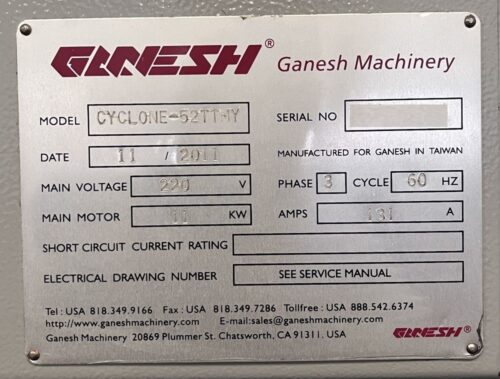 GANESH® Ganesh Machinery
MODEL CYCLONE-52TTMY SERIAL NO
DATE 11 / 2011 MANUFACTURED FOR GANESH IN TAIWAN
MAIN VOLTAGE 220 V PHASE 3 CYCLE 60 HZ
MAIN MOTOR 11 KW AMPS 131 A
SHORT CIRCUIT CURRENT RATING
ELECTRICAL DRAWING NUMBER SEE SERVICE MANUAL
Tel : USA 818.349.9166 Fax : USA 818.349.7286 Tollfree : USA 888.542.6374
http://www.ganeshmachinery.com E-mail:sales@ganeshmachinery.com
Ganesh Machinery 20869 Plummer St. Chatsworth, CA 91311. USA GANESH®